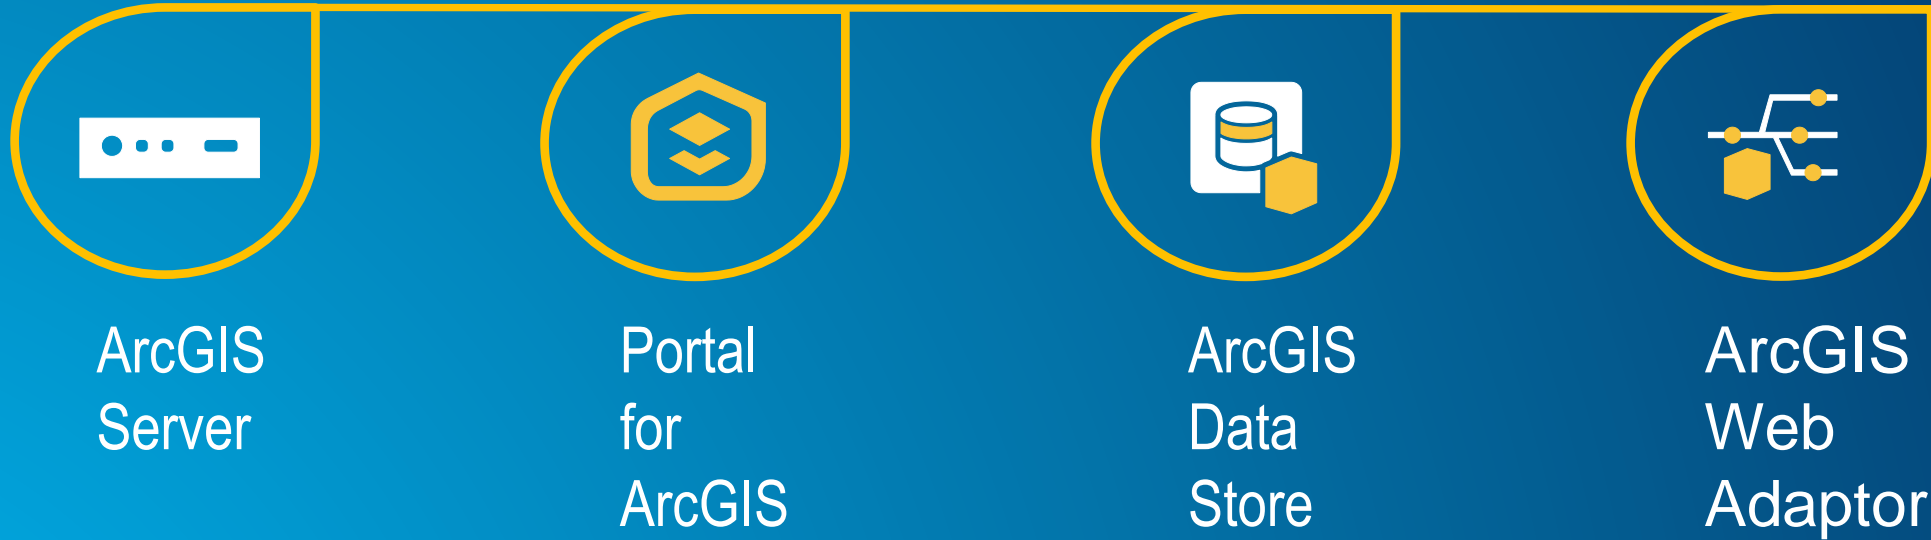 ArcGIS
Server
Portal
for
ArcGIS
ArcGIS
Data
Store
ArcGIS
Web
Adaptor